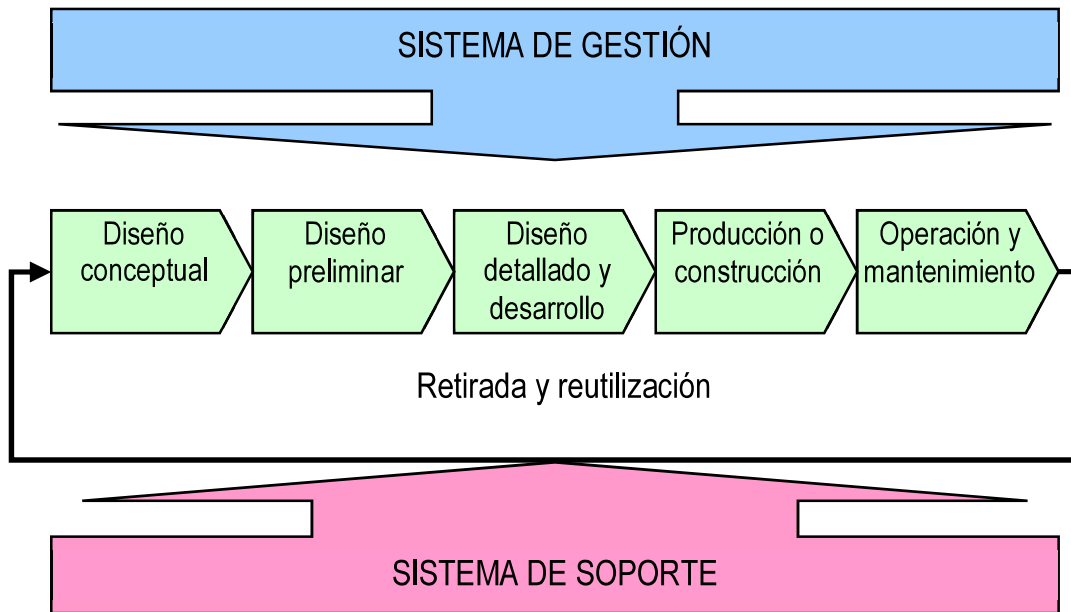 SISTEMA DE GESTIÓN
Diseño
conceptual
Diseño
preliminar
Diseño
detallado y
desarrollo
Producción o
construcción
Operación y
mantenimiento
Retirada y reutilización
SISTEMA DE SOPORTE